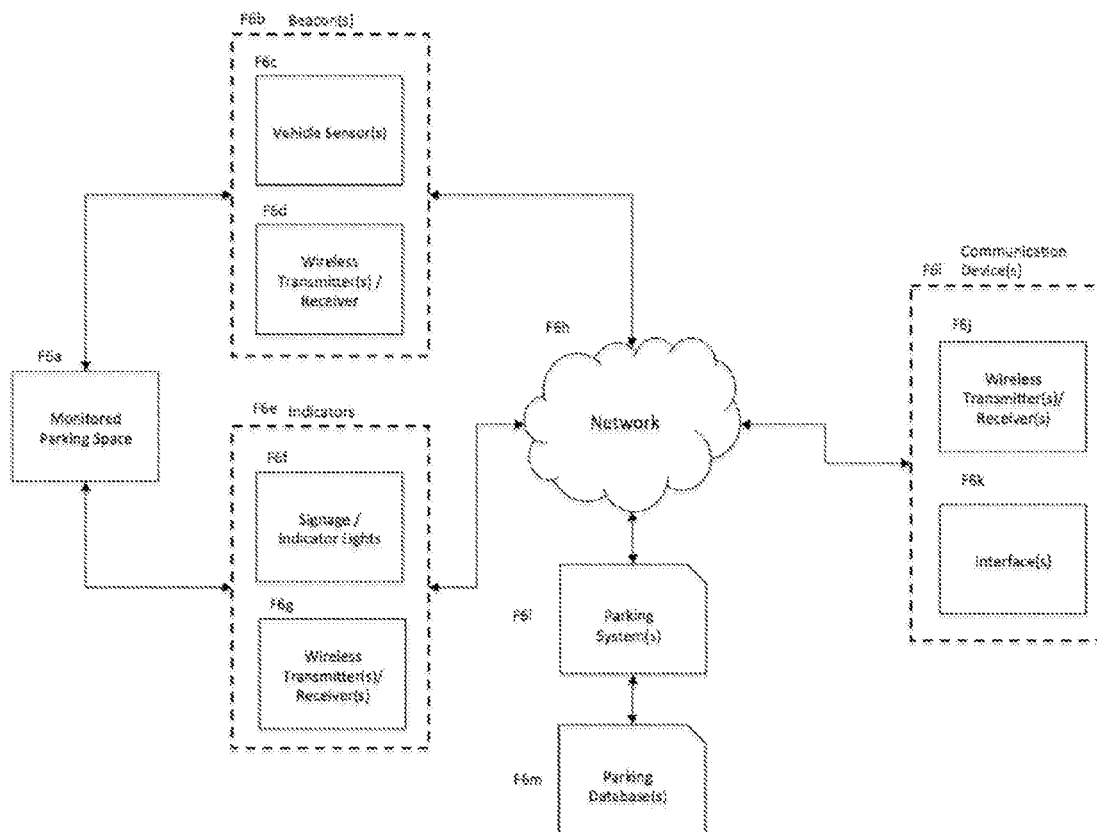 F6b Beacon(s)
F6c
Vehicle Sensor(s)
F6d
Wireless
Transmitter(s) /
Receiver
F6a
Monitored
Parking Space
F6e Indicators
F6f
Signage /
Indicator Lights
F6g
Wireless
Transmitter(s)/
Receiver(s)
F6h
Network
F6i Communication
Device(s)
F6j
Wireless
Transmitter(s)/
Receiver(s)
F6k
Interface(s)
F6l
Parking
System(s)
F6m
Parking
Database(s)